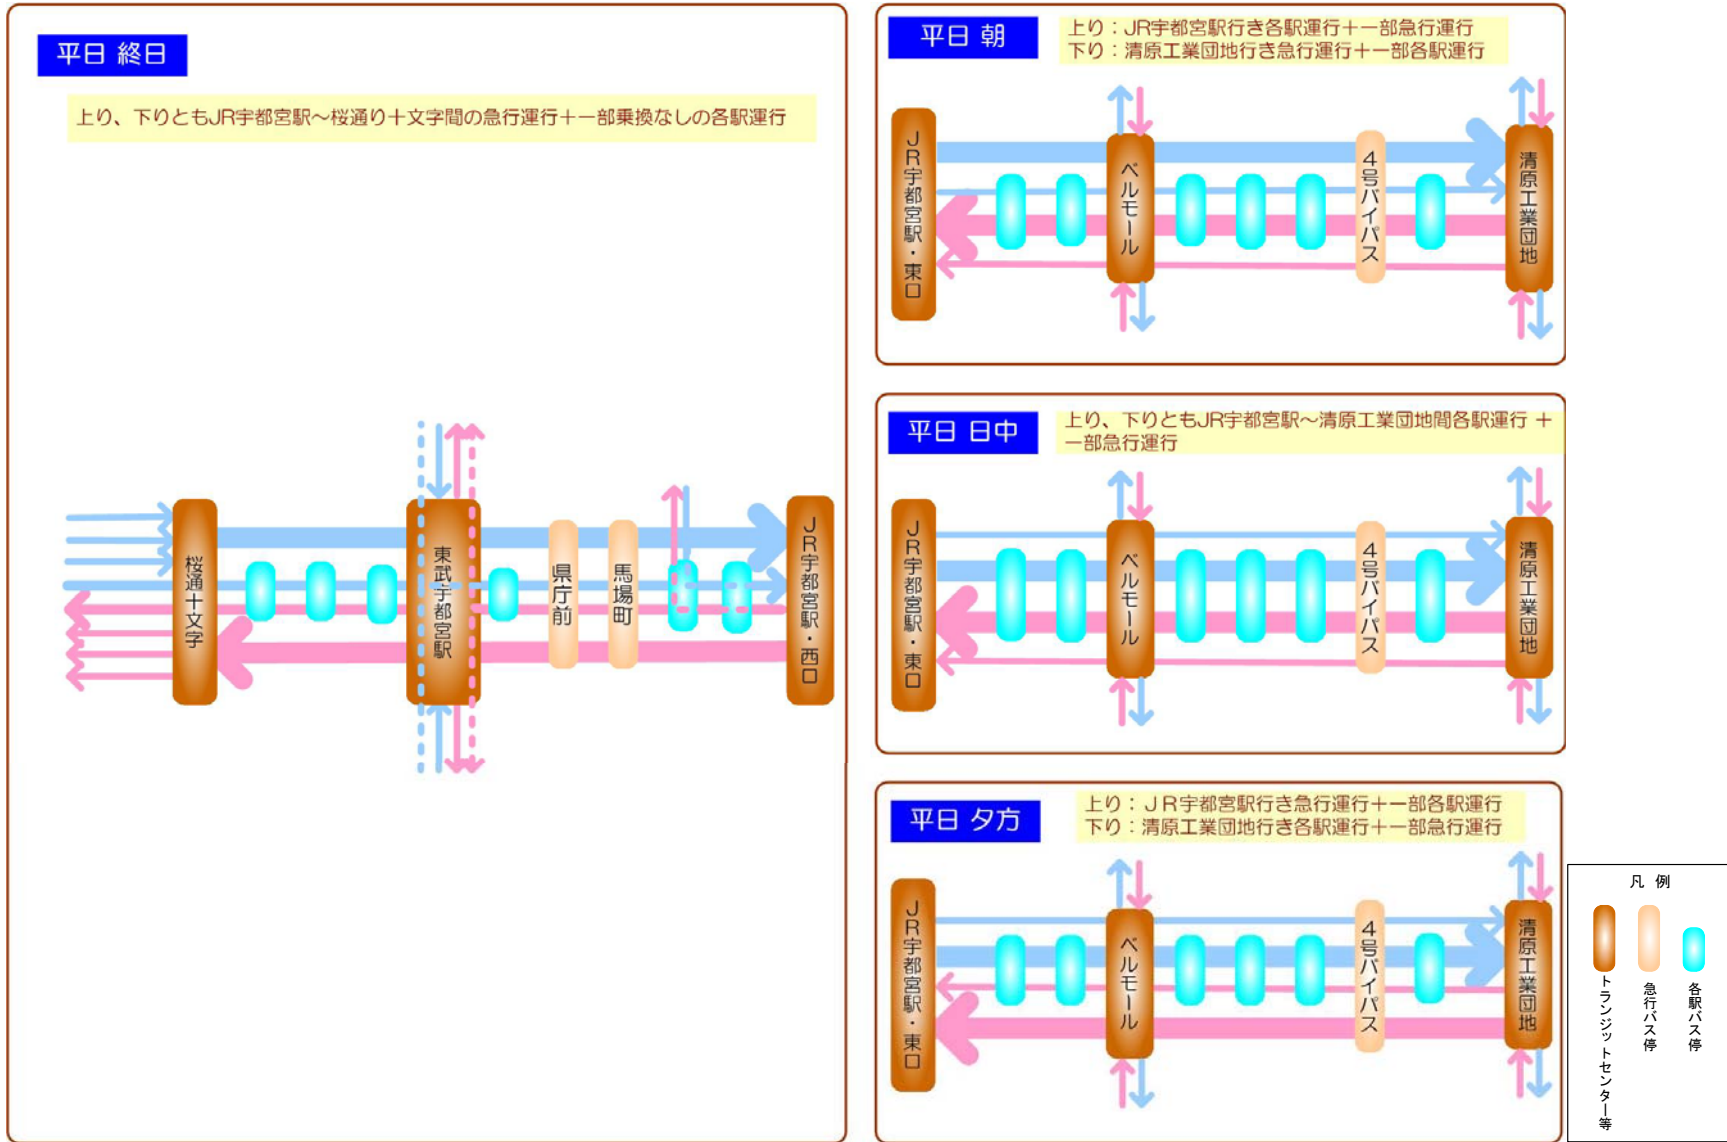 平日 終日
上り、下りともJR宇都宮駅～桜通り十文字間の急行運行＋一部乗換なしの各駅運行
桜通十文字
東武宇都宮駅
県庁前
馬場町
JR宇都宮駅・西口
平日 朝
上り：JR宇都宮駅行き各駅運行＋一部急行運行
下り：清原工業団地行き急行運行＋一部各駅運行
JR宇都宮駅・東口
ベルモール
4号バイパス
清原工業団地
平日 日中
上り、下りともJR宇都宮駅～清原工業団地間各駅運行 ＋
一部急行運行
JR宇都宮駅・東口
ベルモール
4号バイパス
清原工業団地
平日 夕方
上り：ＪＲ宇都宮駅行き急行運行＋一部各駅運行
下り：清原工業団地行き各駅運行＋一部急行運行
JR宇都宮駅・東口
ベルモール
4号バイパス
清原工業団地
凡 例
トランジットセンター等
急行バス停
各駅バス停